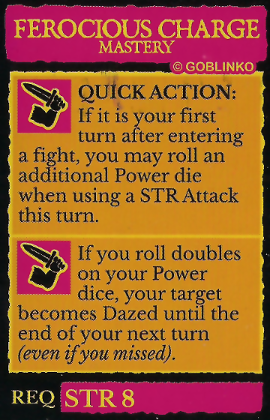 FEROCIOUS CHARGE
MASTERY
© GOBLINKO
QUICK ACTION:
If it is your first
turn after entering
a fight, you may roll an
additional Power die
when using a STR Attack
this turn.
If you roll doubles
on your Power
dice, your target
becomes Dazed until the
end of your next turn
(even if you missed).
REQ STR 8